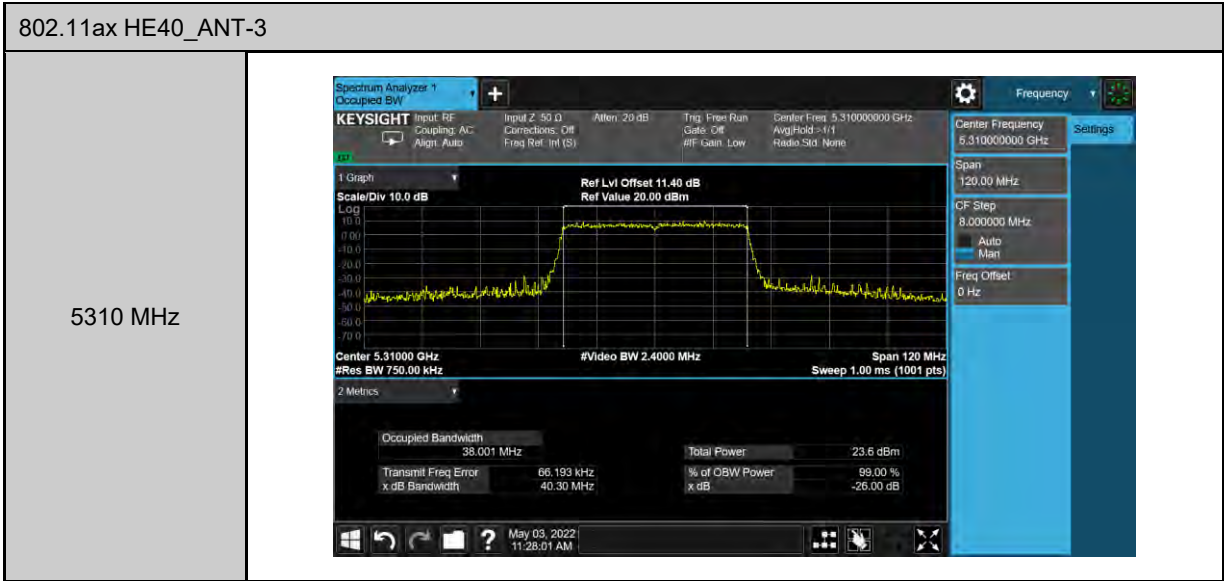 802.11ax HE40_ANT-3
5310 MHz
Spectrum Analyzer 1
Occupied BW
Frequency
KEYSIGHT
Input: RF
Coupling: AC
Align: Auto
Input Z: 50 Ω
Corrections: Off
Freq Ref: Int (S)
Atten: 20 dB
Trig: Free Run
Gate: Off
#IF Gain: Low
Center Freq: 5.310000000 GHz
Avg|Hold:>1/1
Radio Std: None
1 Graph
Scale/Div 10.0 dB
Ref Lvl Offset 11.40 dB
Ref Value 20.00 dBm
Log
10.0
0.00
-10.0
-20.0
-30.0
-40.0
-50.0
-60.0
-70.0
Center 5.31000 GHz
#Video BW 2.4000 MHz
Span 120 MHz
#Res BW 750.00 kHz
Sweep 1.00 ms (1001 pts)
2 Metrics
Occupied Bandwidth
38.001 MHz
Total Power 23.6 dBm
Transmit Freq Error 66.193 kHz
% of OBW Power 99.00 %
x dB Bandwidth 40.30 MHz
x dB -26.00 dB
Center Frequency
5.310000000 GHz
Settings
Span
120.00 MHz
CF Step
8.000000 MHz
Auto
Man
Freq Offset
0 Hz
?
May 03, 2022
11:28:01 AM